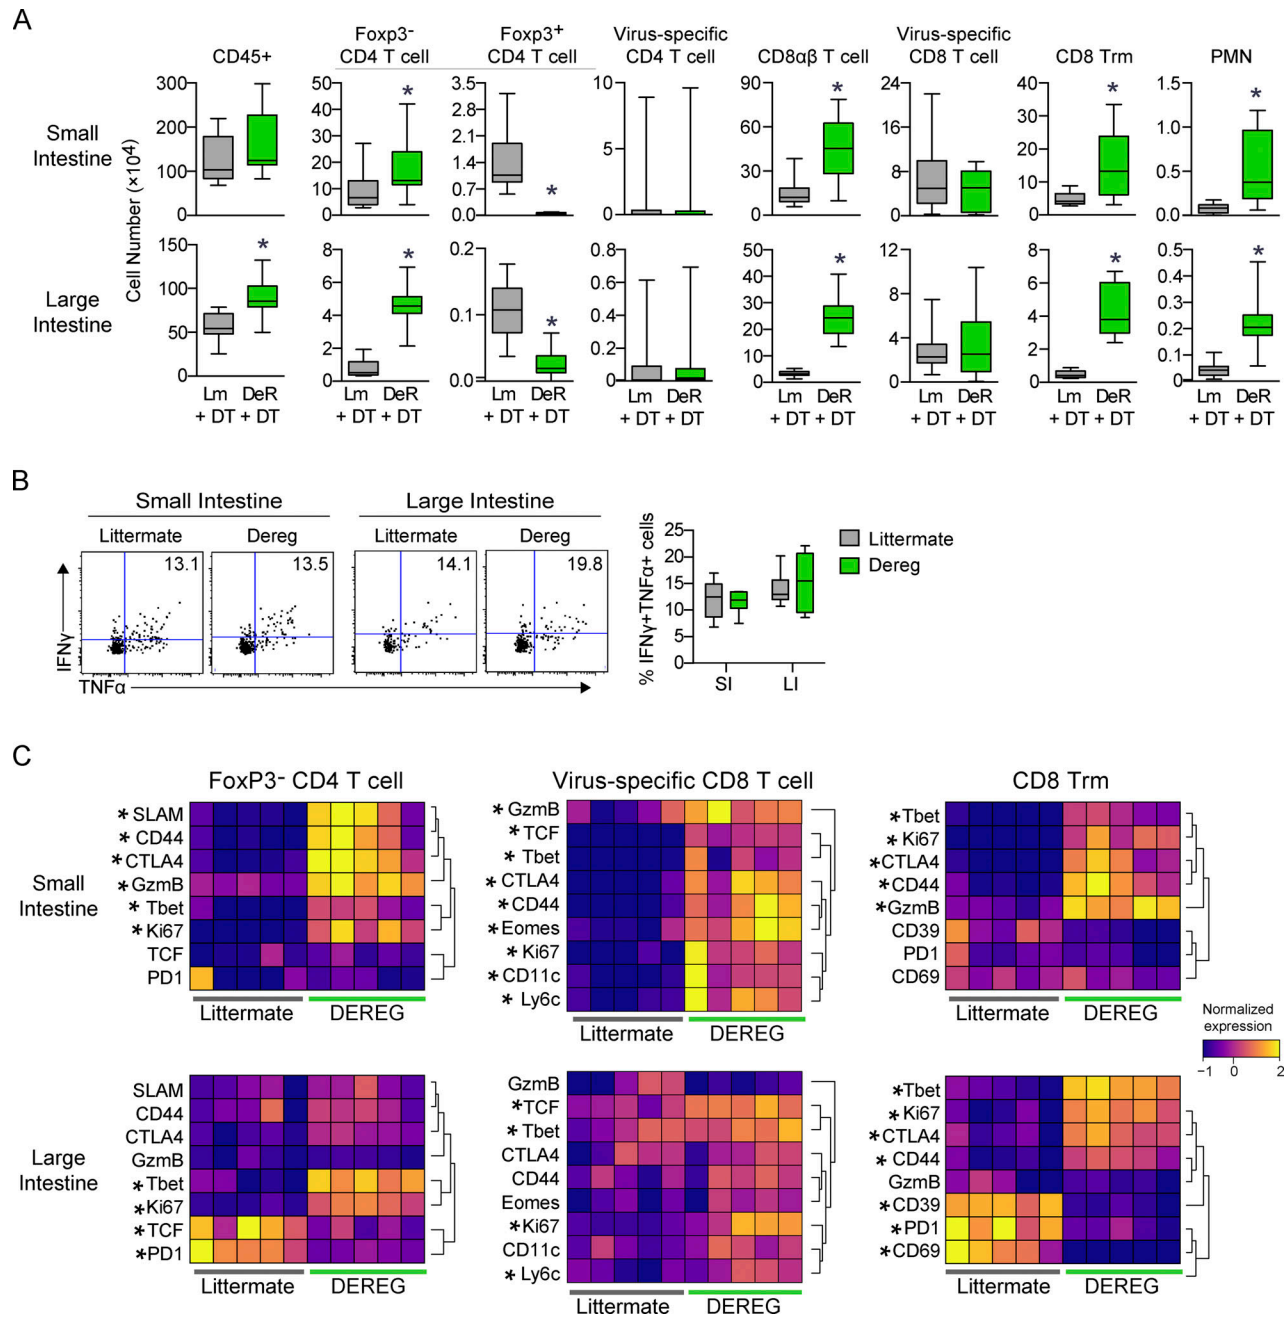 A
CD45+
Foxp3-
CD4 T cell
Foxp3+
CD4 T cell
Virus-specific
CD4 T cell
CD8αβ T cell
Virus-specific
CD8 T cell
CD8 Trm
PMN
Small
Intestine
Large
Intestine
Cell Number (×10⁴)
300
200
100
0
50
40
30
20
10
0
3.5
2.8
2.1
1.4
0.7
0.0
10
8
6
4
2
0
90
60
30
0
24
16
8
0
40
30
20
10
0
1.5
1.0
0.5
0.0
* * * * *
150
100
50
0
8
6
4
2
0
0.2
0.1
0.0
0.8
0.6
0.4
0.2
0
50
40
30
20
10
0
12
8
4
0
8
6
4
2
0
0.5
0.4
0.3
0.2
0.1
0
* * * * * *
Lm DeR Lm DeR Lm DeR Lm DeR Lm DeR Lm DeR Lm DeR Lm DeR
+ DT + DT + DT + DT + DT + DT + DT + DT + DT + DT + DT + DT + DT + DT + DT + DT
B
Small Intestine
Large Intestine
Littermate
Dereg
Littermate
Dereg
13.1
13.5
14.1
19.8
IFNγ
TNFα
% IFNγ+TNFα+ cells
25
20
15
10
5
0
SI
LI
Littermate
Dereg
C
FoxP3- CD4 T cell
Virus-specific CD8 T cell
CD8 Trm
Small
Intestine
*SLAM
*CD44
*CTLA4
*GzmB
*Tbet
*Ki67
TCF
PD1
Littermate
DEREG
*GzmB
*TCF
*Tbet
*CTLA4
*CD44
*Eomes
*Ki67
*CD11c
*Ly6c
Littermate
DEREG
*Tbet
*Ki67
*CTLA4
*CD44
*GzmB
CD39
PD1
CD69
Littermate
DEREG
Normalized
expression
−1
0
2
Large
Intestine
SLAM
CD44
CTLA4
GzmB
*Tbet
*Ki67
*TCF
*PD1
Littermate
DEREG
GzmB
*TCF
*Tbet
CTLA4
CD44
Eomes
*Ki67
CD11c
*Ly6c
Littermate
DEREG
*Tbet
*Ki67
*CTLA4
*CD44
GzmB
*CD39
*PD1
*CD69
Littermate
DEREG